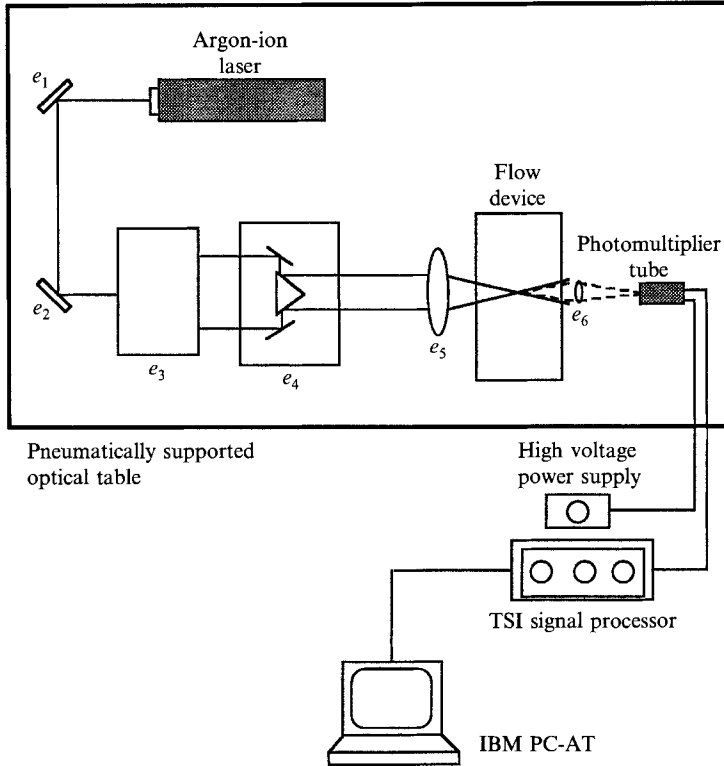 Argon-ion
laser
e1
e2
e3
e4
e5
Flow
device
e6
Photomultiplier
tube
Pneumatically supported
optical table
High voltage
power supply
TSI signal processor
IBM PC-AT